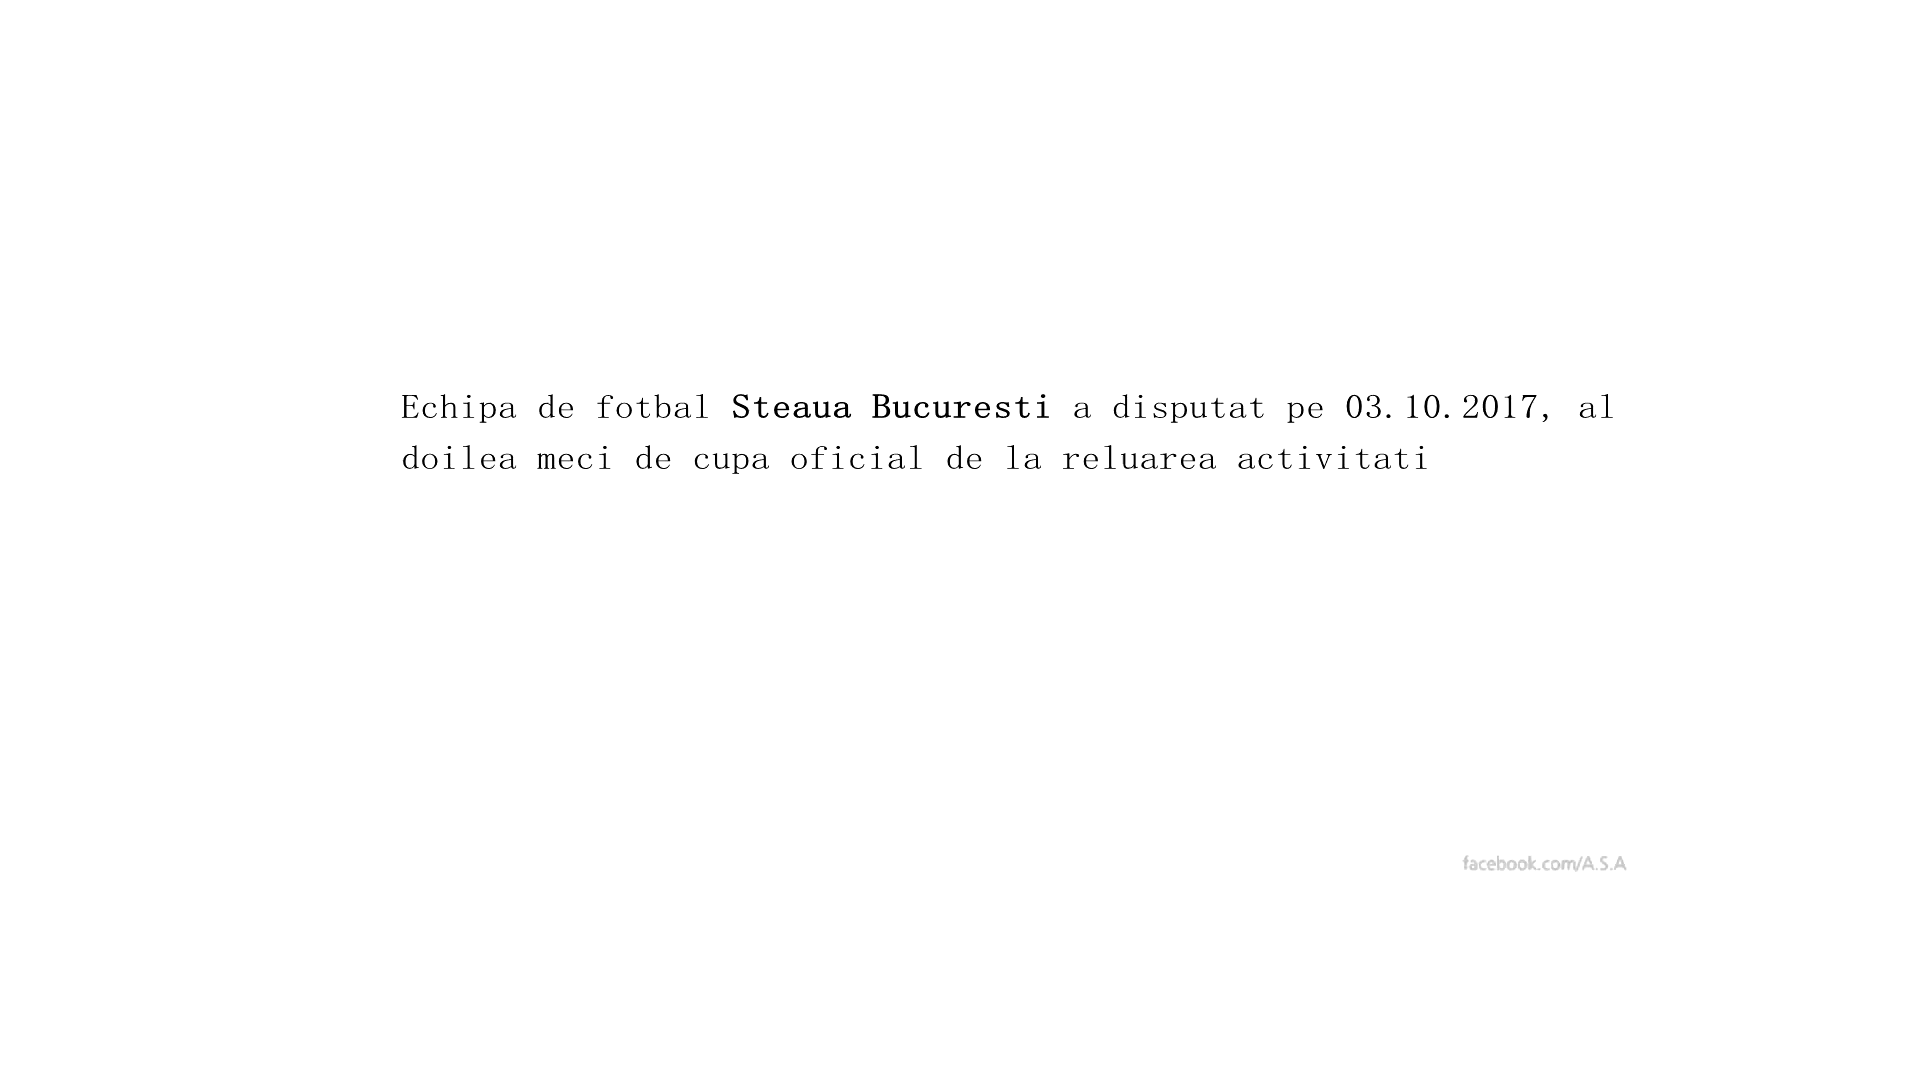 Echipa de fotbal Steaua Bucuresti a disputat pe 03.10.2017, al
doilea meci de cupa oficial de la reluarea activitati
facebook.com/A.S.A